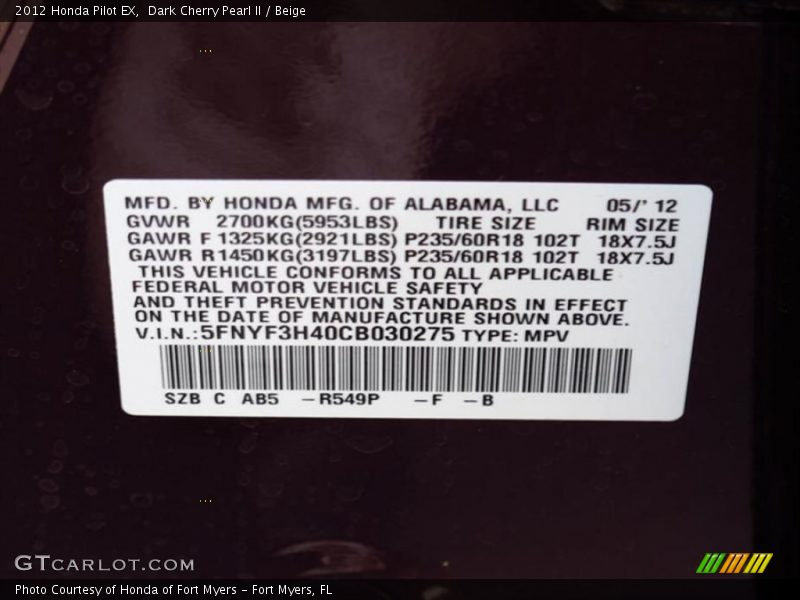 2012 Honda Pilot EX, Dark Cherry Pearl II / Beige
MFD. BY HONDA MFG. OF ALABAMA, LLC 05/' 12
GVWR 2700KG(5953LBS) TIRE SIZE RIM SIZE
GAWR F 1325KG(2921LBS) P235/60R18 102T 18X7.5J
GAWR R 1450KG(3197LBS) P235/60R18 102T 18X7.5J
THIS VEHICLE CONFORMS TO ALL APPLICABLE
FEDERAL MOTOR VEHICLE SAFETY
AND THEFT PREVENTION STANDARDS IN EFFECT
ON THE DATE OF MANUFACTURE SHOWN ABOVE.
V.I.N.:5FNYF3H40CB030275 TYPE: MPV
SZB C AB5 –R549P –F –B
GTCARLOT.COM
Photo Courtesy of Honda of Fort Myers – Fort Myers, FL